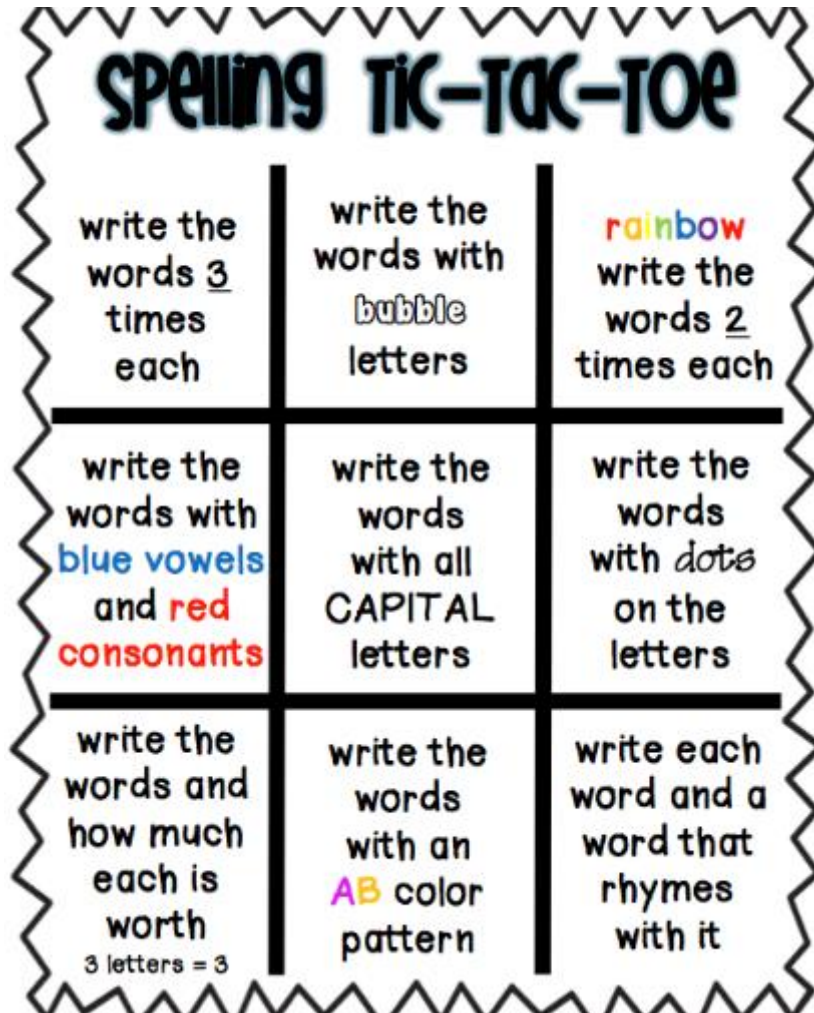 Spelling Tic-Tac-Toe
write the
words 3
times
each
write the
words with
bubble
letters
rainbow
write the
words 2
times each
write the
words with
blue vowels
and red
consonants
write the
words
with all
CAPITAL
letters
write the
words
with dots
on the
letters
write the
words and
how much
each is
worth
3 letters = 3
write the
words
with an
AB color
pattern
write each
word and a
word that
rhymes
with it